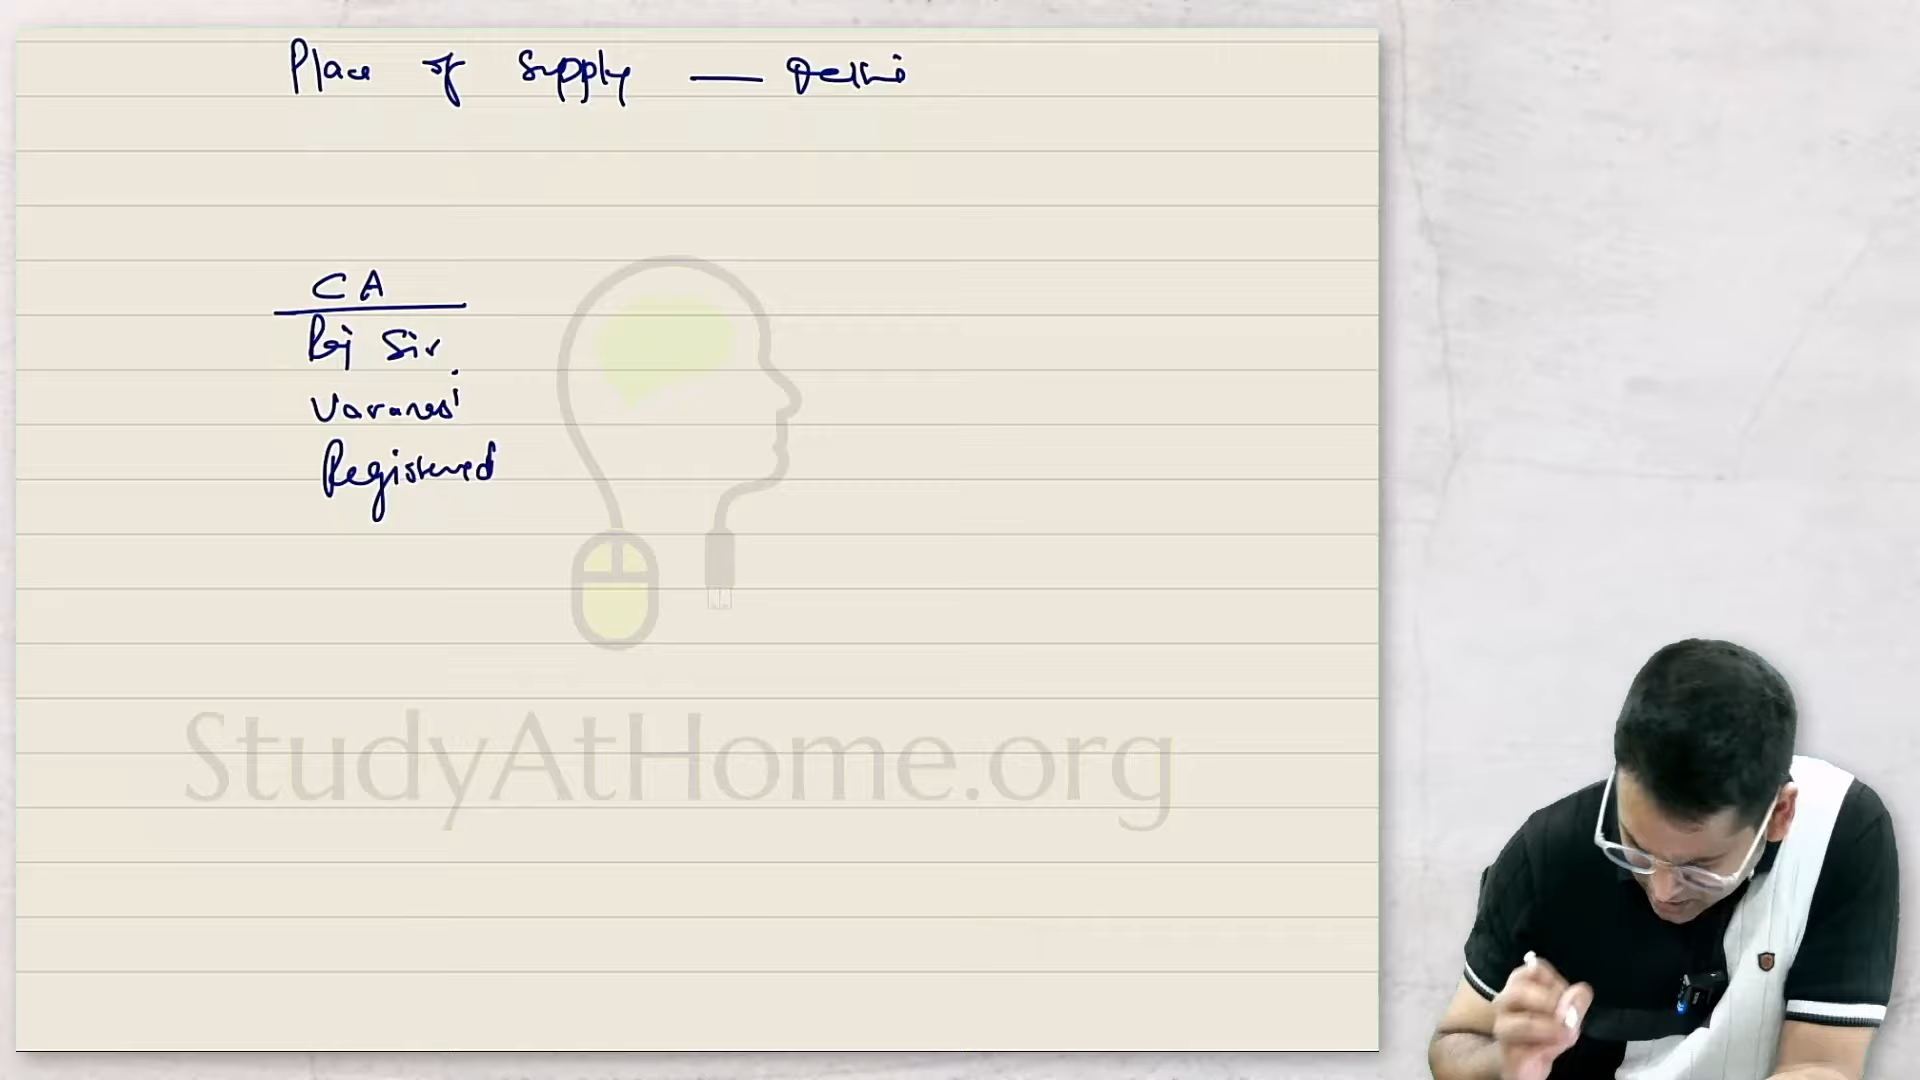 Place of Supply — Delhi
CA
Raj Sir
Varanasi
Registered
StudyAtHome.org